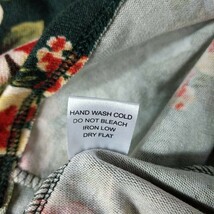 HAND WASH COLD
DO NOT BLEACH
IRON LOW
DRY FLAT